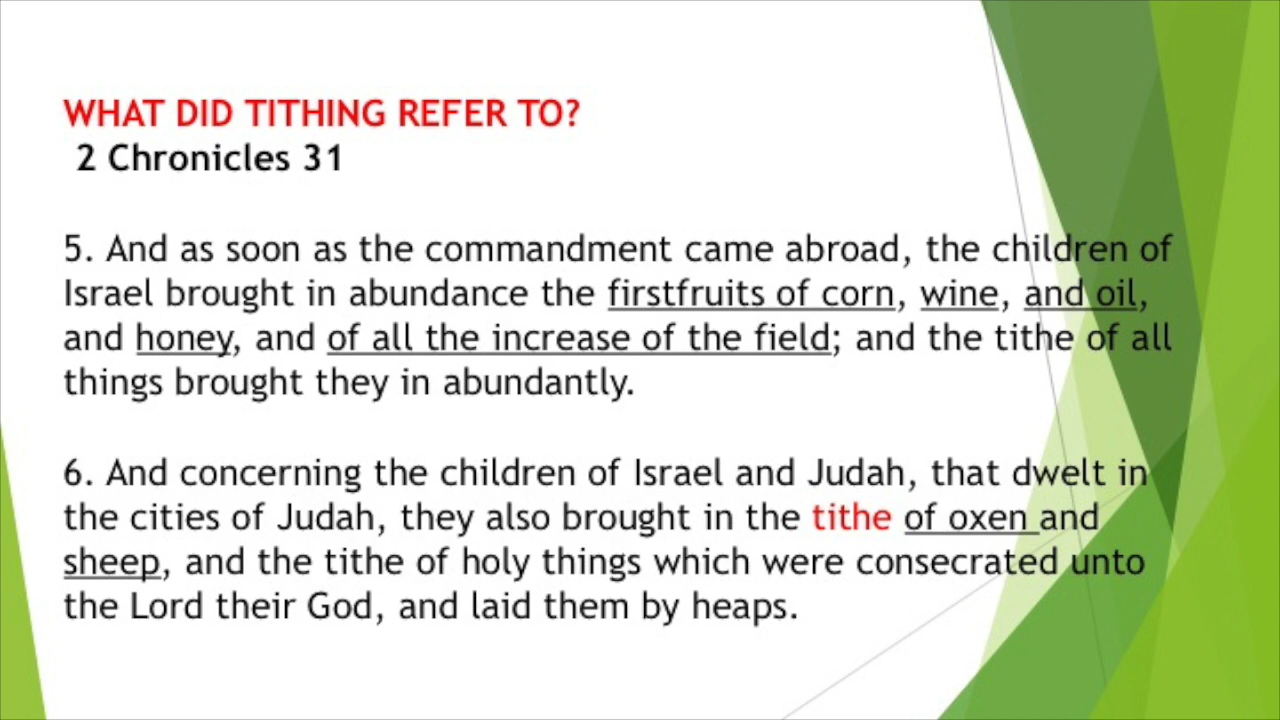 WHAT DID TITHING REFER TO?
2 Chronicles 31
5. And as soon as the commandment came abroad, the children of
Israel brought in abundance the firstfruits of corn, wine, and oil,
and honey, and of all the increase of the field; and the tithe of all
things brought they in abundantly.
6. And concerning the children of Israel and Judah, that dwelt in
the cities of Judah, they also brought in the tithe of oxen and
sheep, and the tithe of holy things which were consecrated unto
the Lord their God, and laid them by heaps.